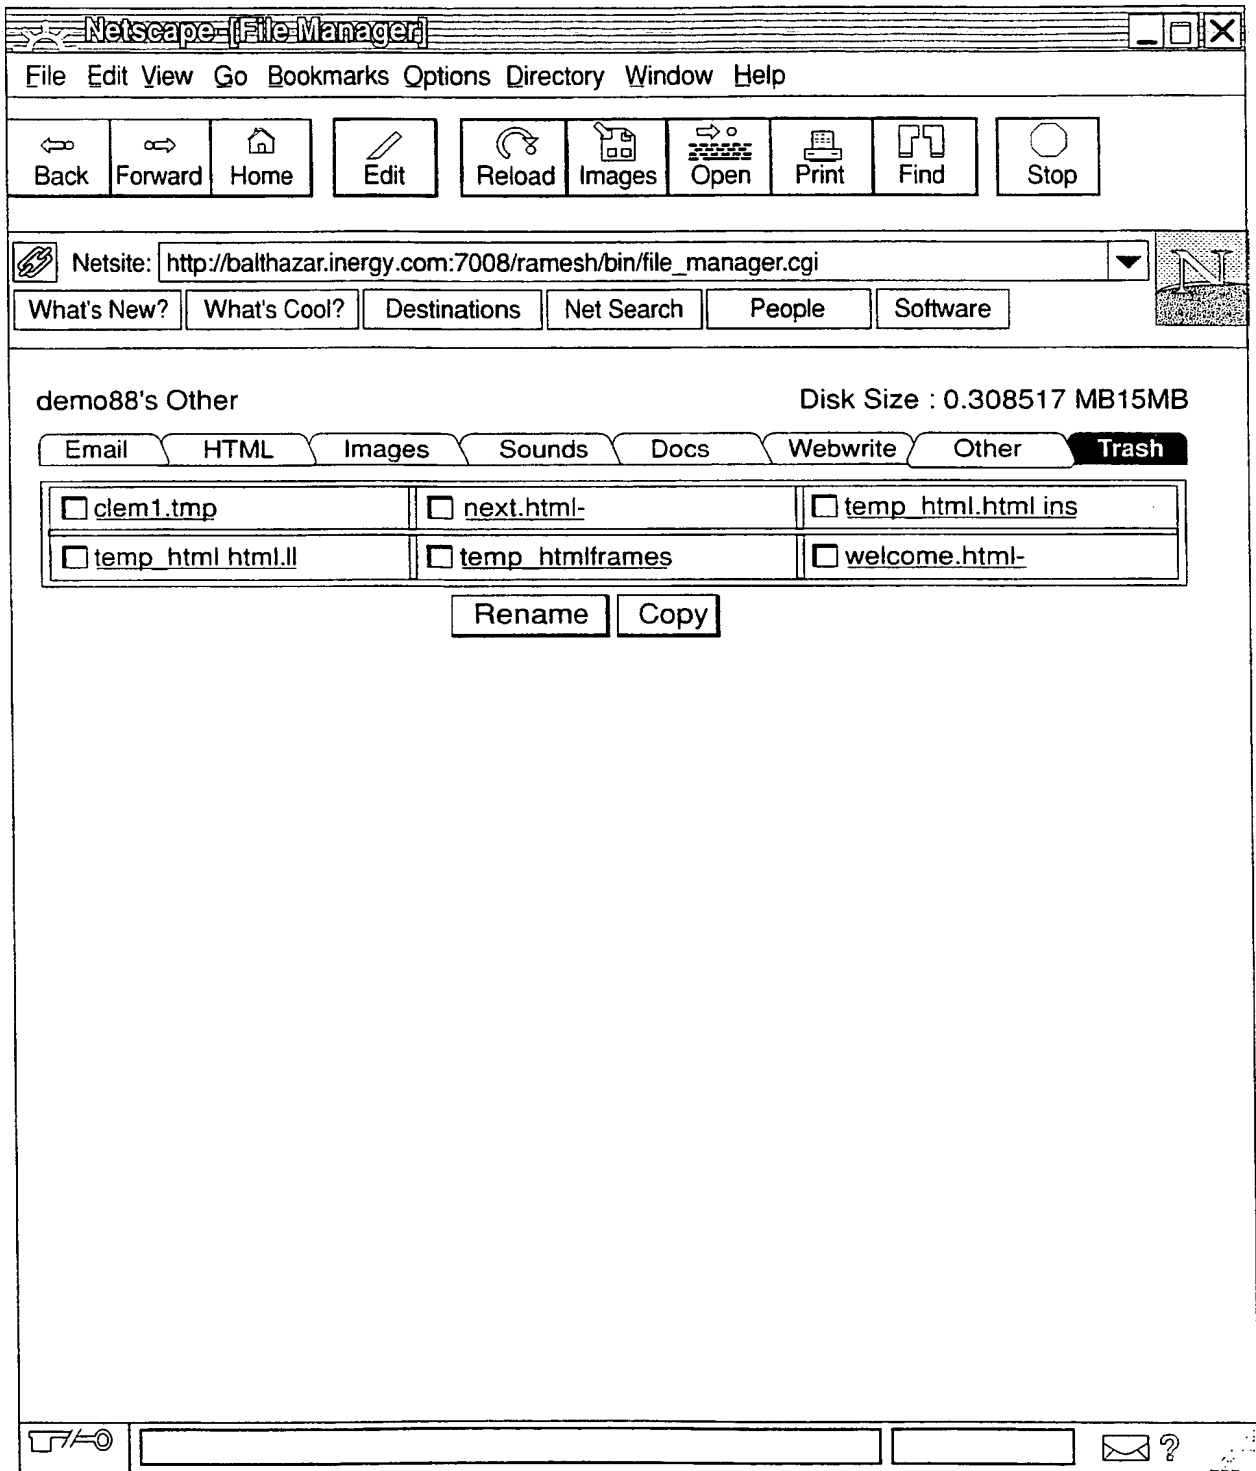 Netscape-[File Manager]
File Edit View Go Bookmarks Options Directory Window Help
Back Forward Home Edit Reload Images Open Print Find Stop
Netsite: http://balthazar.inergy.com:7008/ramesh/bin/file_manager.cgi
N
What's New? What's Cool? Destinations Net Search People Software
demo88's Other Disk Size : 0.308517 MB15MB
Email HTML Images Sounds Docs Webwrite Other Trash
clem1.tmp next.html- temp_html.html ins
temp_html html.ll temp_htmlframes welcome.html-
Rename Copy
?